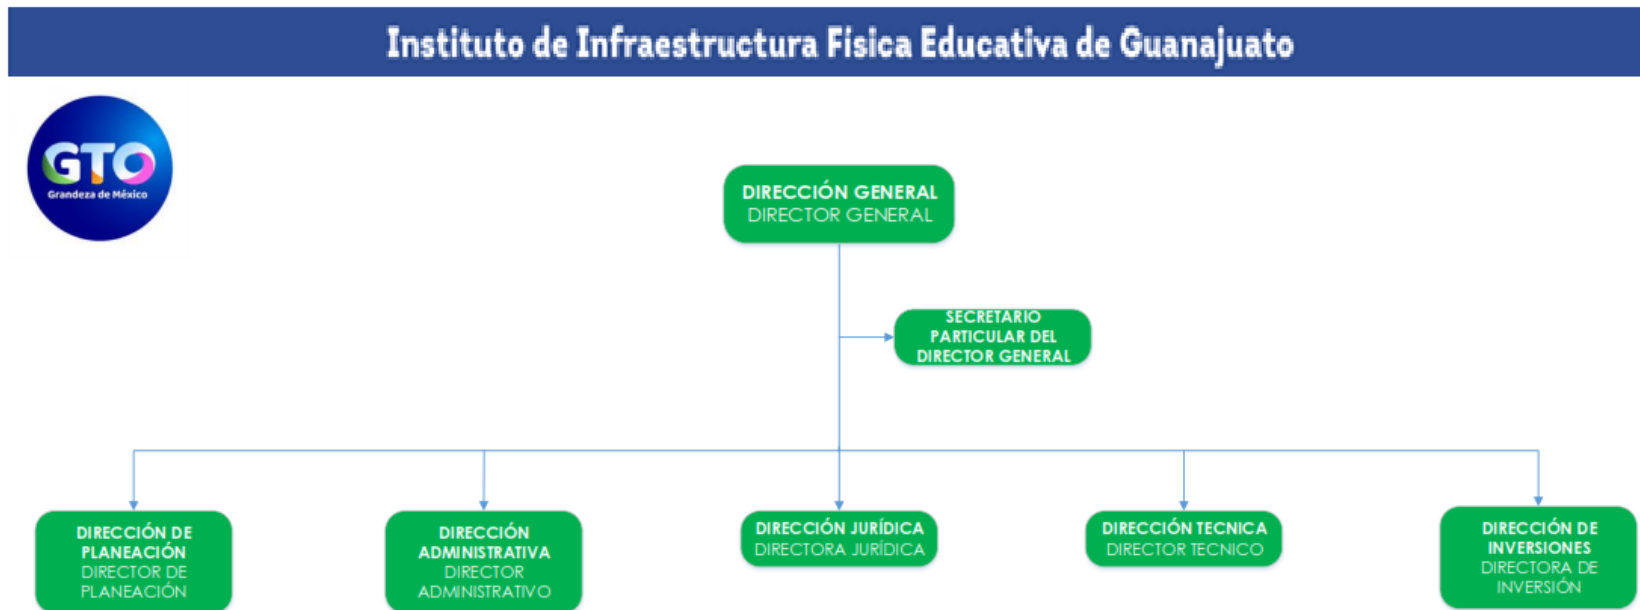 Instituto de Infraestructura Física Educativa de Guanajuato
GTO
Grandeza de México
DIRECCIÓN GENERAL
DIRECTOR GENERAL
SECRETARIO
PARTICULAR DEL
DIRECTOR GENERAL
DIRECCIÓN DE
PLANEACIÓN
DIRECTOR DE
PLANEACIÓN
DIRECCIÓN
ADMINISTRATIVA
DIRECTOR
ADMINISTRATIVO
DIRECCIÓN JURÍDICA
DIRECTORA JURÍDICA
DIRECCIÓN TECNICA
DIRECTOR TECNICO
DIRECCIÓN DE
INVERSIONES
DIRECTORA DE
INVERSIÓN